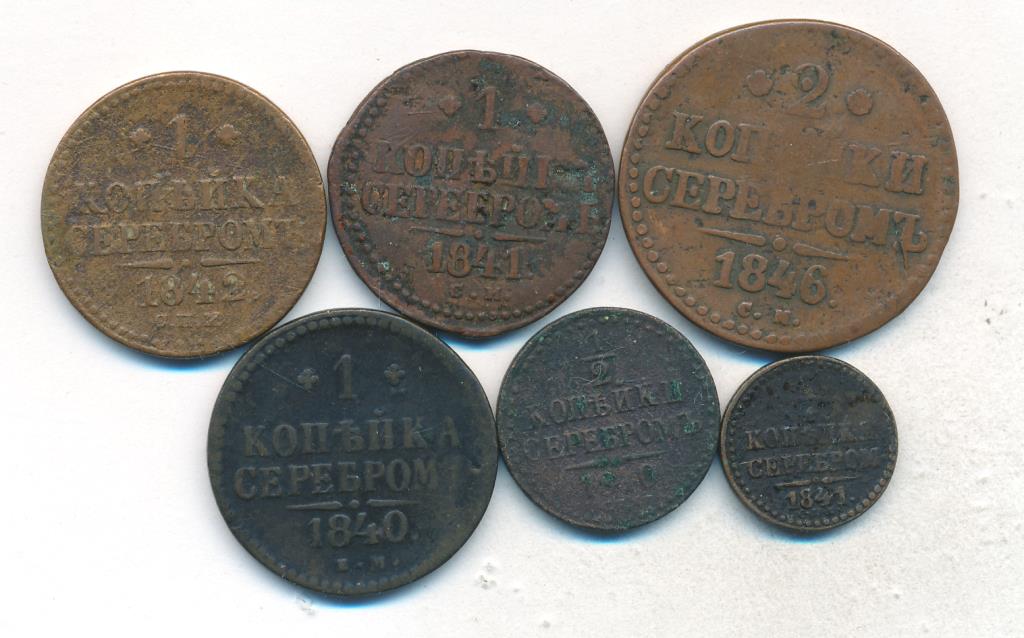 1
КОПѢЙКА
СЕРЕБРОМЪ
1842.
1
КОПѢЙ
СЕРЕБРОМЪ
1841.
2
КОП КИ
СЕРЕБРОМЪ
1846.
С. М.
1
КОПѢЙКА
СЕРЕБРОМ
1840.
Е. М.
1
2
КОПѢЙКИ
СЕРЕБРОМЪ
КОПѢЙКИ
СЕРЕБРОМ
1841